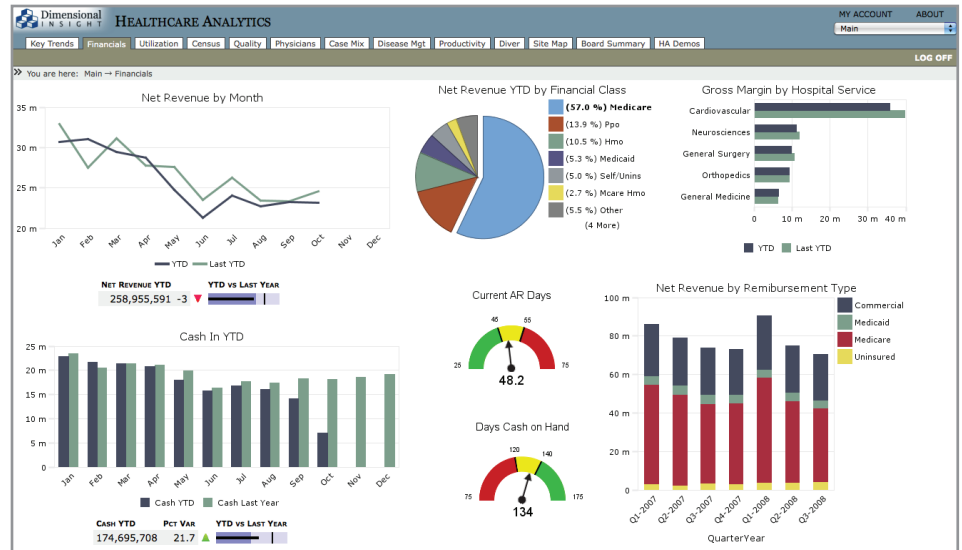 Dimensional
INSIGHT
HEALTHCARE ANALYTICS
MY ACCOUNT ABOUT
Main
Key Trends Financials Utilization Census Quality Physicians Case Mix Disease Mgt Productivity Diver Site Map Board Summary HA Demos
LOG OFF
» You are here: Main → Financials
Net Revenue by Month
35 m
30 m
25 m
20 m
Jan Feb Mar Apr May Jun Jul Aug Sep Oct Nov Dec
YTD Last YTD
NET REVENUE YTD YTD VS LAST YEAR
258,955,591 -3
Net Revenue YTD by Financial Class
(57.0 %) Medicare
(13.9 %) Ppo
(10.5 %) Hmo
(5.3 %) Medicaid
(5.0 %) Self/Unins
(2.7 %) Mcare Hmo
(5.5 %) Other
(4 More)
Gross Margin by Hospital Service
Cardiovascular
Neurosciences
General Surgery
Orthopedics
General Medicine
0 10 m 20 m 30 m 40 m
YTD Last YTD
Cash In YTD
25 m
20 m
15 m
10 m
5 m
0
Jan Feb Mar Apr May Jun Jul Aug Sep Oct Nov Dec
Cash YTD Cash Last Year
CASH YTD PCT VAR YTD VS LAST YEAR
174,695,708 21.7
Current AR Days
45 55
25 75
48.2
Days Cash on Hand
120 140
75 175
134
Net Revenue by Remibursement Type
100 m
80 m
60 m
40 m
20 m
0
Q1-2007 Q2-2007 Q3-2007 Q4-2007 Q1-2008 Q2-2008 Q3-2008
QuarterYear
Commercial
Medicaid
Medicare
Uninsured